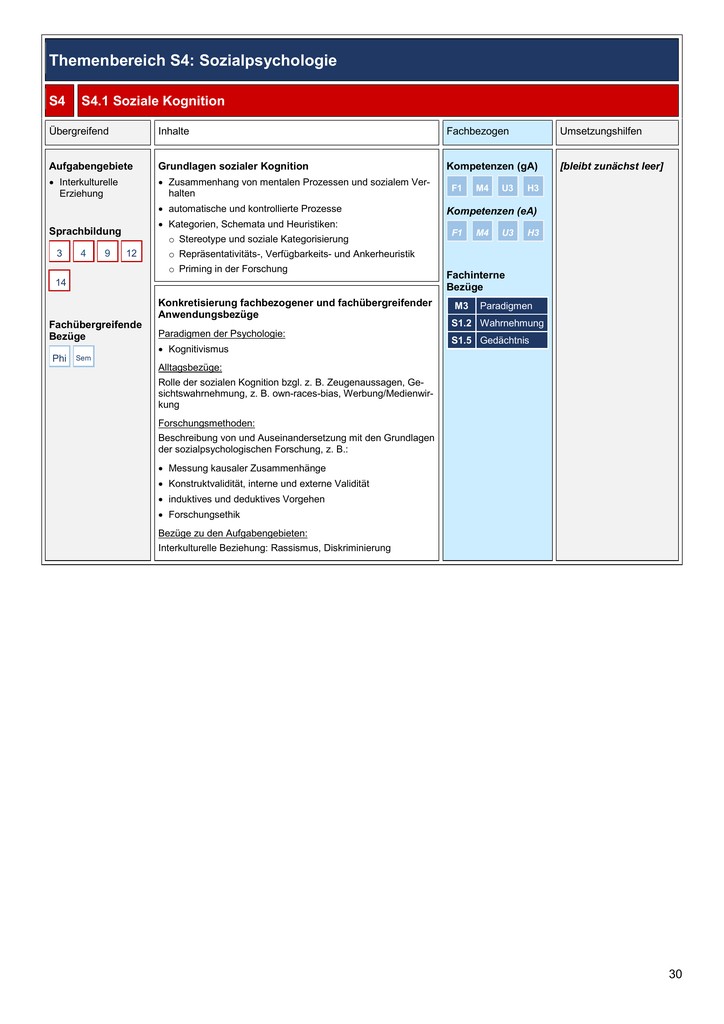 Themenbereich S4: Sozialpsychologie
S4 S4.1 Soziale Kognition
Übergreifend
Inhalte
Fachbezogen
Umsetzungshilfen
Aufgabengebiete
• Interkulturelle
Erziehung
Sprachbildung
3 4 9 12
14
Fachübergreifende
Bezüge
Phi Sem
Grundlagen sozialer Kognition
• Zusammenhang von mentalen Prozessen und sozialem Ver-
halten
• automatische und kontrollierte Prozesse
• Kategorien, Schemata und Heuristiken:
o Stereotype und soziale Kategorisierung
o Repräsentativitäts-, Verfügbarkeits- und Ankerheuristik
o Priming in der Forschung
Konkretisierung fachbezogener und fachübergreifender
Anwendungsbezüge
Paradigmen der Psychologie:
• Kognitivismus
Alltagsbezüge:
Rolle der sozialen Kognition bzgl. z. B. Zeugenaussagen, Ge-
sichtswahrnehmung, z. B. own-races-bias, Werbung/Medienwir-
kung
Forschungsmethoden:
Beschreibung von und Auseinandersetzung mit den Grundlagen
der sozialpsychologischen Forschung, z. B.:
• Messung kausaler Zusammenhänge
• Konstruktvalidität, interne und externe Validität
• induktives und deduktives Vorgehen
• Forschungsethik
Bezüge zu den Aufgabengebieten:
Interkulturelle Beziehung: Rassismus, Diskriminierung
Kompetenzen (gA)
F1 M4 U3 H3
Kompetenzen (eA)
F1 M4 U3 H3
Fachinterne
Bezüge
M3 Paradigmen
S1.2 Wahrnehmung
S1.5 Gedächtnis
[bleibt zunächst leer]
30